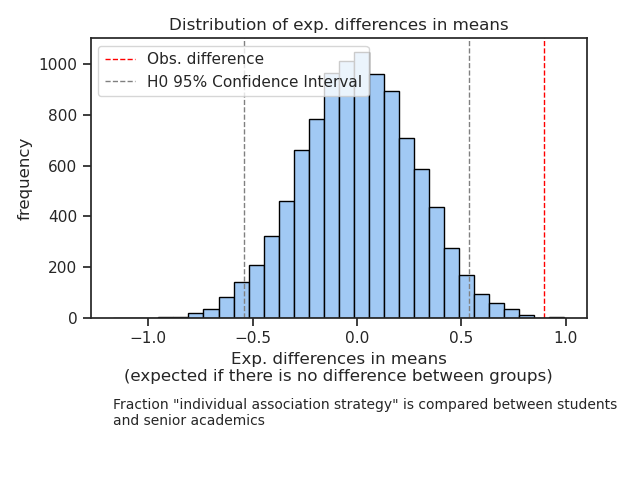 Distribution of exp. differences in means
Obs. difference
H0 95% Confidence Interval
frequency
1000
800
600
400
200
0
−1.0
−0.5
0.0
0.5
1.0
Exp. differences in means
(expected if there is no difference between groups)
Fraction "individual association strategy" is compared between students
and senior academics